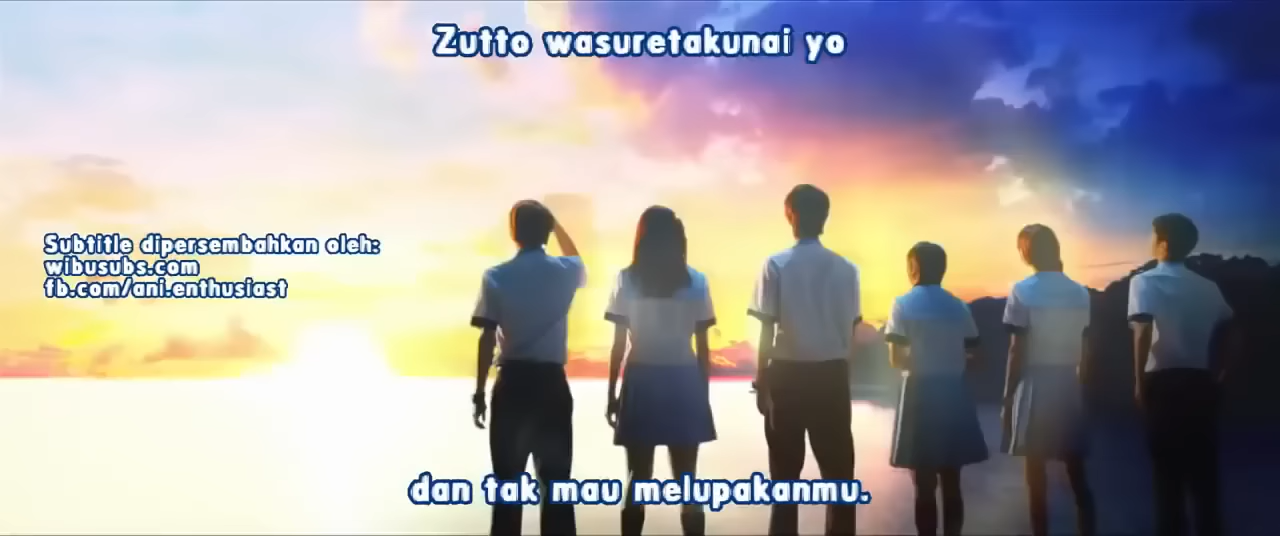 Zutto wasuretakunai yo
Subtitle dipersembahkan oleh:
wibusubs.com
fb.com/ani.enthusiast
dan tak mau melupakanmu.